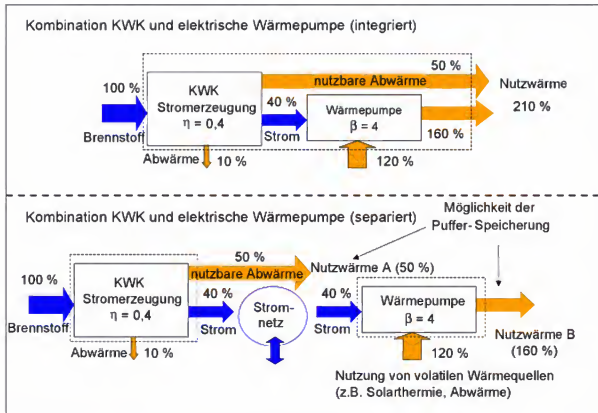 Kombination KWK und elektrische Wärmepumpe (integriert)
50 %
nutzbare Abwärme
Nutzwärme
210 %
100 %
Brennstoff
KWK
Stromerzeugung
η = 0,4
40 %
Strom
Wärmepumpe
β = 4
160 %
Abwärme
10 %
120 %
Kombination KWK und elektrische Wärmepumpe (separiert)
Möglichkeit der
Puffer-Speicherung
50 %
nutzbare Abwärme
Nutzwärme A (50 %)
100 %
Brennstoff
KWK
Stromerzeugung
η = 0,4
40 %
Strom
Strom-
netz
40 %
Strom
Wärmepumpe
β = 4
Nutzwärme B
(160 %)
Abwärme
10 %
120 %
Nutzung von volatilen Wärmequellen
(z.B. Solarthermie, Abwärme)